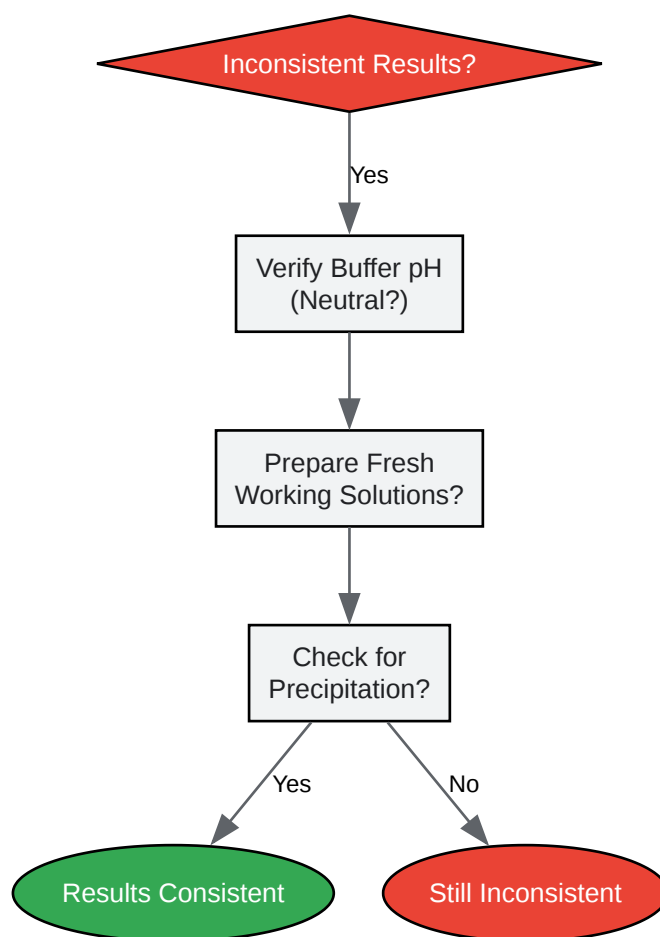 Inconsistent Results?
Yes
Verify Buffer pH
(Neutral?)
Prepare Fresh
Working Solutions?
Check for
Precipitation?
Yes
No
Results Consistent
Still Inconsistent